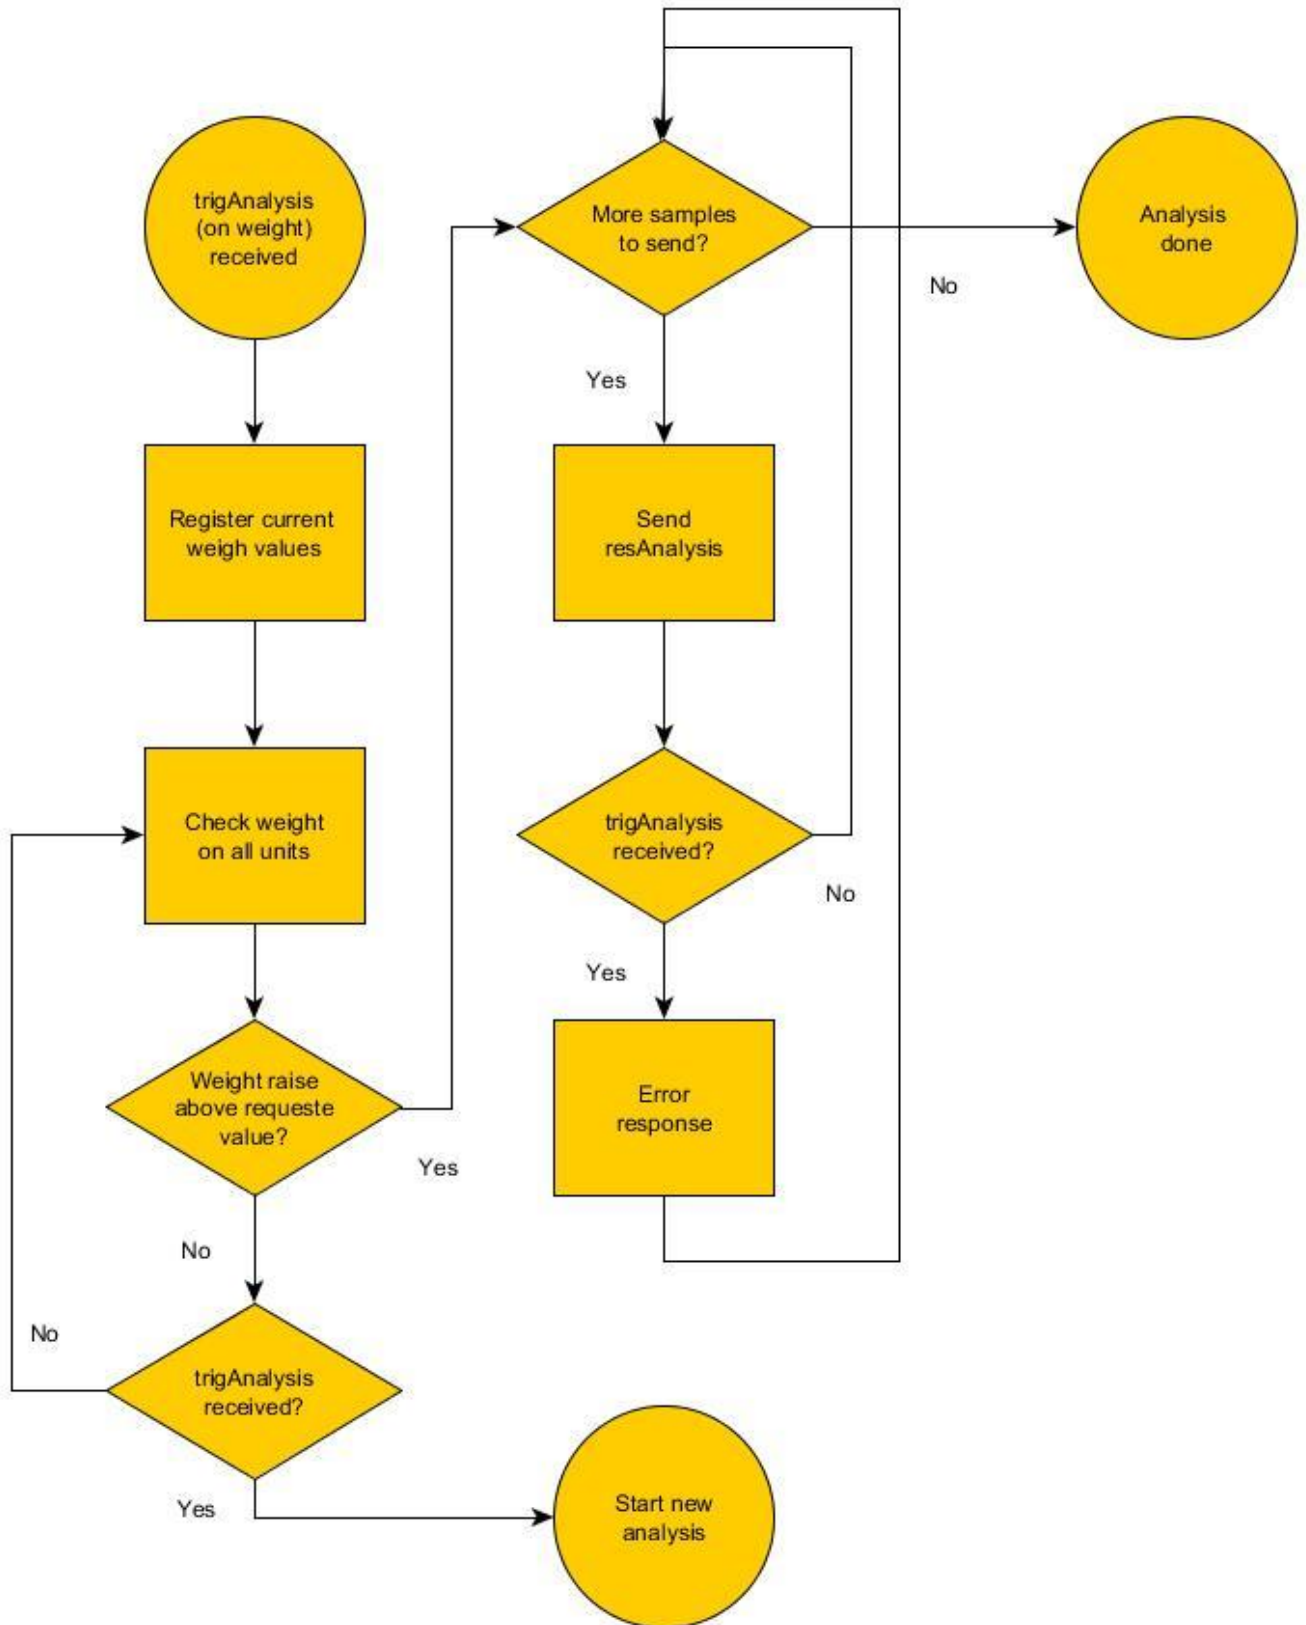 trigAnalysis
(on weight)
received
Register current
weigh values
Check weight
on all units
Weight raise
above requeste
value?
Yes
No
trigAnalysis
received?
No
Yes
Start new
analysis
More samples
to send?
No
Analysis
done
Yes
Send
resAnalysis
trigAnalysis
received?
No
Yes
Error
response